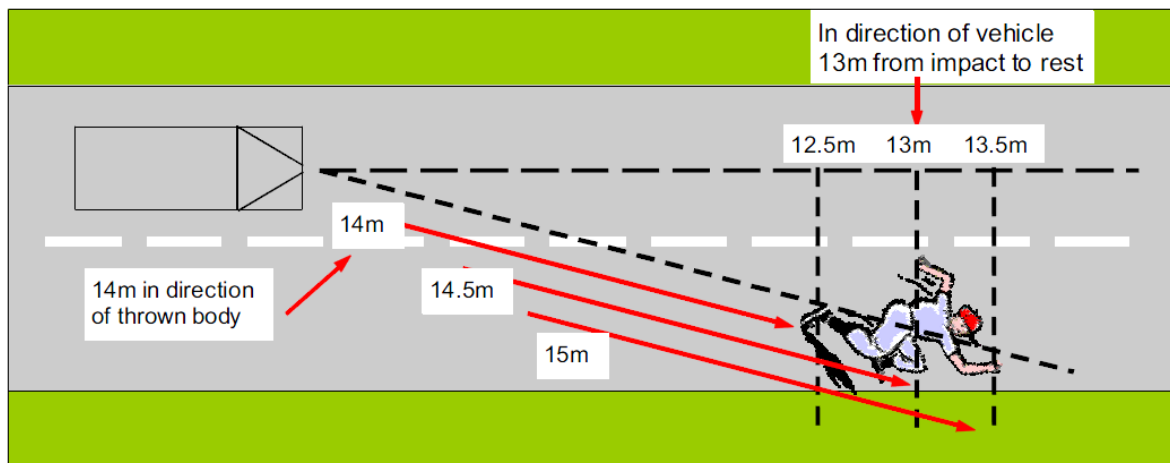 In direction of vehicle
13m from impact to rest
12.5m
13m
13.5m
14m
14m in direction
of thrown body
14.5m
15m